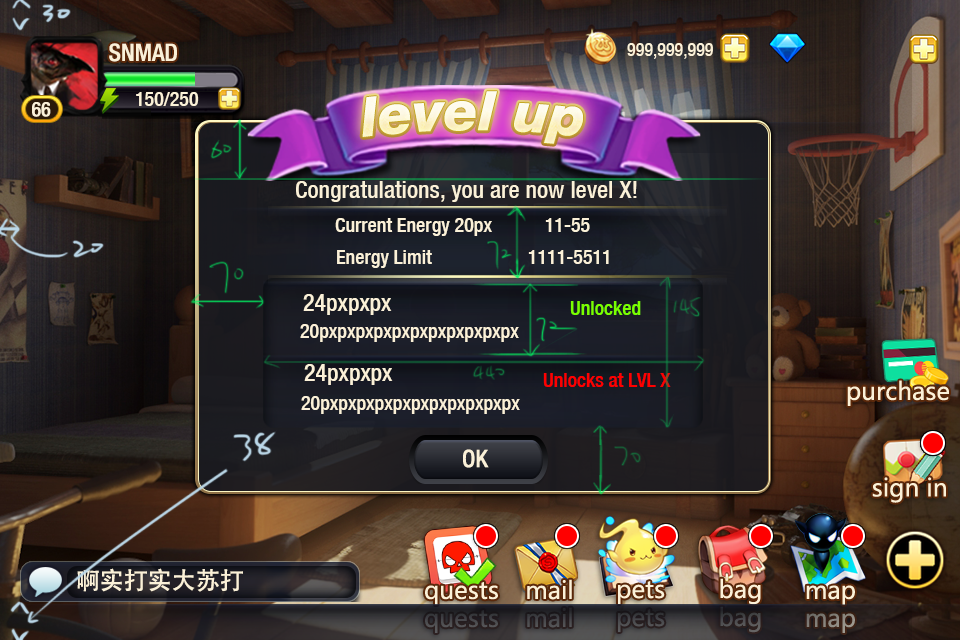 30
SNMAD
999,999,999
66
150/250
level up
60
Congratulations, you are now level X!
Current Energy 20px 11-55
72
Energy Limit 1111-5511
20
70
24pxpxpx Unlocked
145
20pxpxpxpxpxpxpxpxpxpx
72
24pxpxpx
440
Unlocks at LVL X
20pxpxpxpxpxpxpxpxpxpx
purchase
38
OK
70
sign in
啊实打实大苏打
quests mail pets bag map
quests mail pets bag map